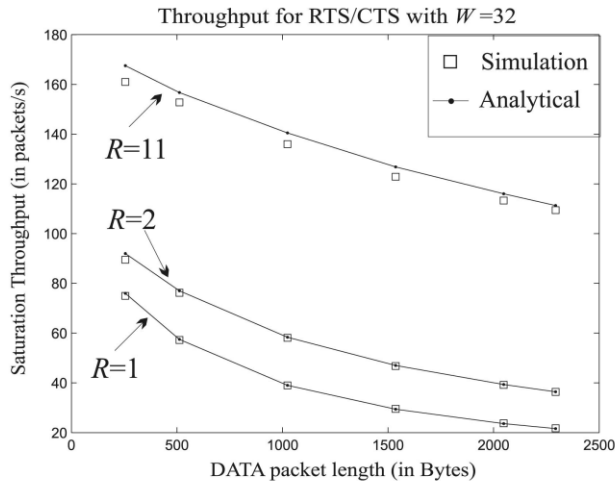 Throughput for RTS/CTS with W=32
Saturation Throughput (in packets/s)
180
160
140
120
100
80
60
40
20
Simulation
Analytical
R=11
R=2
R=1
0
500
1000
1500
2000
2500
DATA packet length (in Bytes)